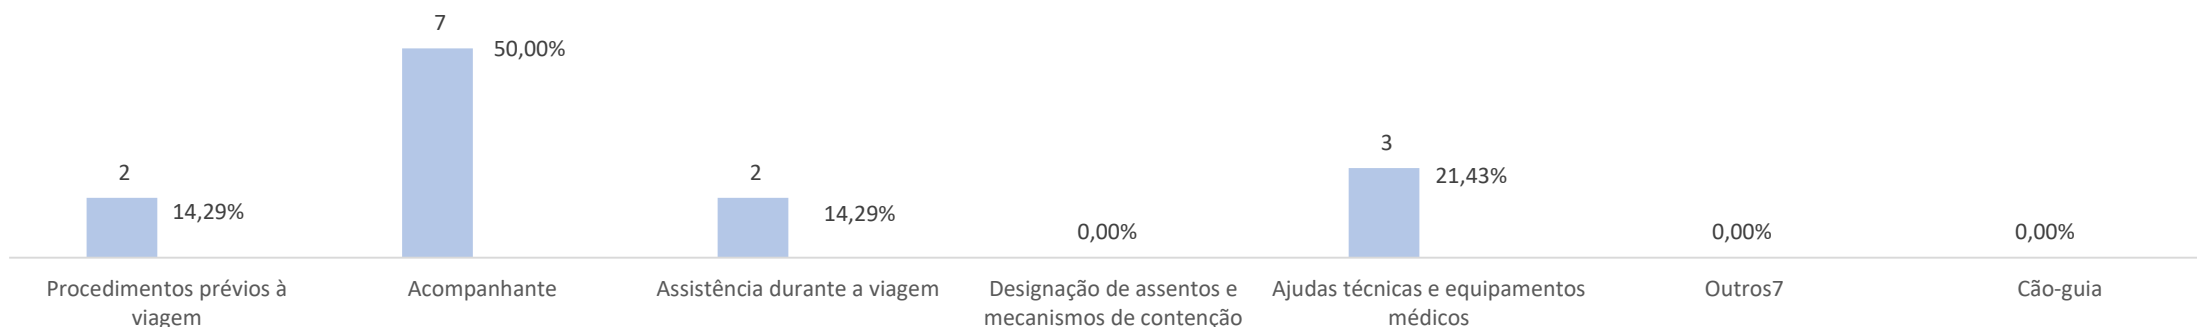 7
50,00%
3
2
2
21,43%
14,29%
14,29%
0,00%
0,00%
0,00%
Procedimentos prévios à
viagem
Acompanhante
Assistência durante a viagem
Designação de assentos e
mecanismos de contenção
Ajudas técnicas e equipamentos
médicos
Outros7
Cão-guia